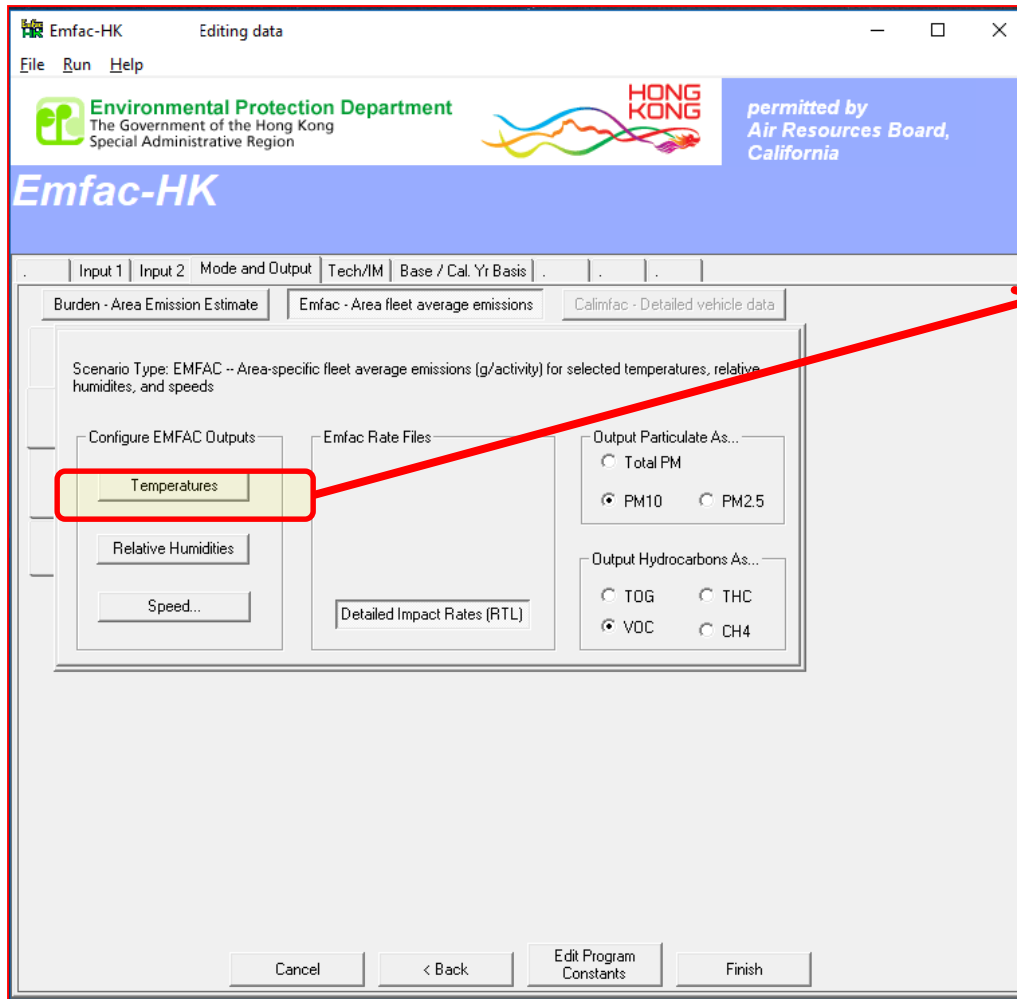 Emfac-HK Editing data
File Run Help
Environmental Protection Department
The Government of the Hong Kong
Special Administrative Region
HONG
KONG
permitted by
Air Resources Board,
California
Emfac-HK
. Input 1 Input 2 Mode and Output Tech/IM Base / Cal. Yr Basis . . .
Burden - Area Emission Estimate Emfac - Area fleet average emissions Calimfac - Detailed vehicle data
Scenario Type: EMFAC -- Area-specific fleet average emissions (g/activity) for selected temperatures, relative
humidites, and speeds
Configure EMFAC Outputs Emfac Rate Files Output Particulate As...
Total PM
Temperatures
PM10 PM2.5
Relative Humidities
Output Hydrocarbons As...
TOG THC
Speed...
Detailed Impact Rates (RTL)
VOC CH4
Cancel < Back Edit Program
Constants Finish